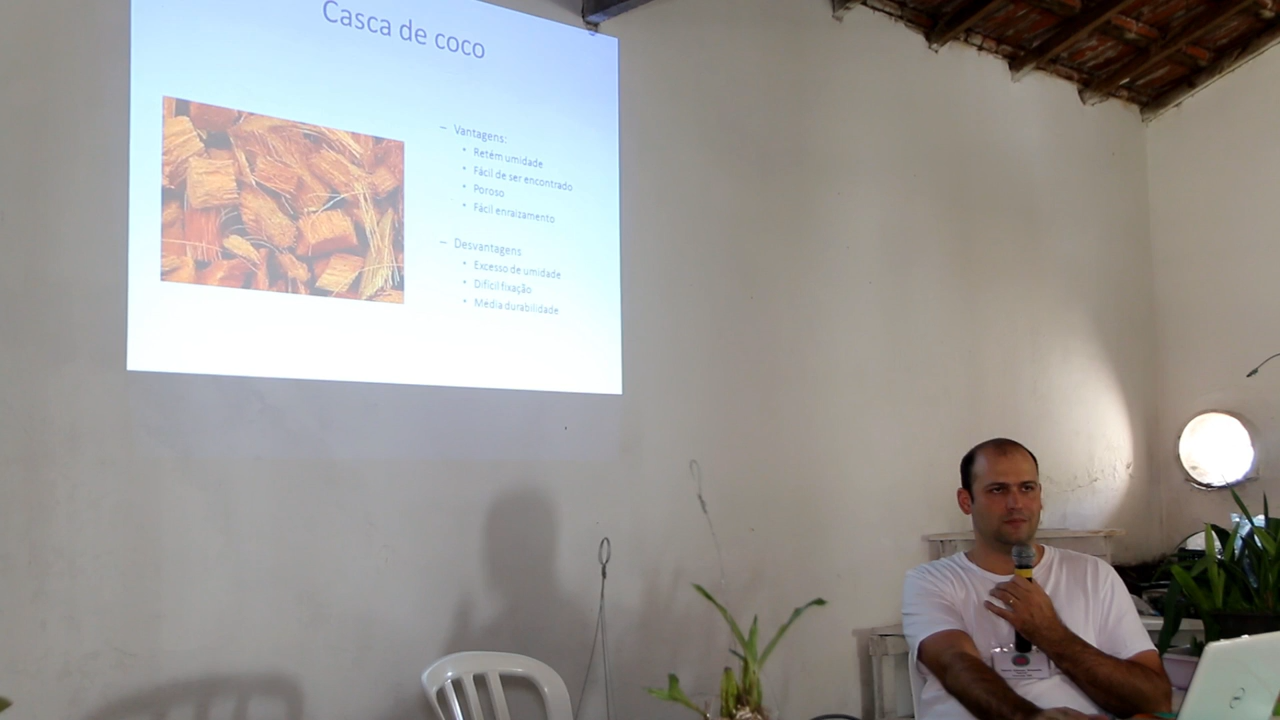 Casca de coco
– Vantagens:
• Retém umidade
• Fácil de ser encontrado
• Poroso
• Fácil enraizamento
– Desvantagens
• Excesso de umidade
• Difícil fixação
• Média durabilidade